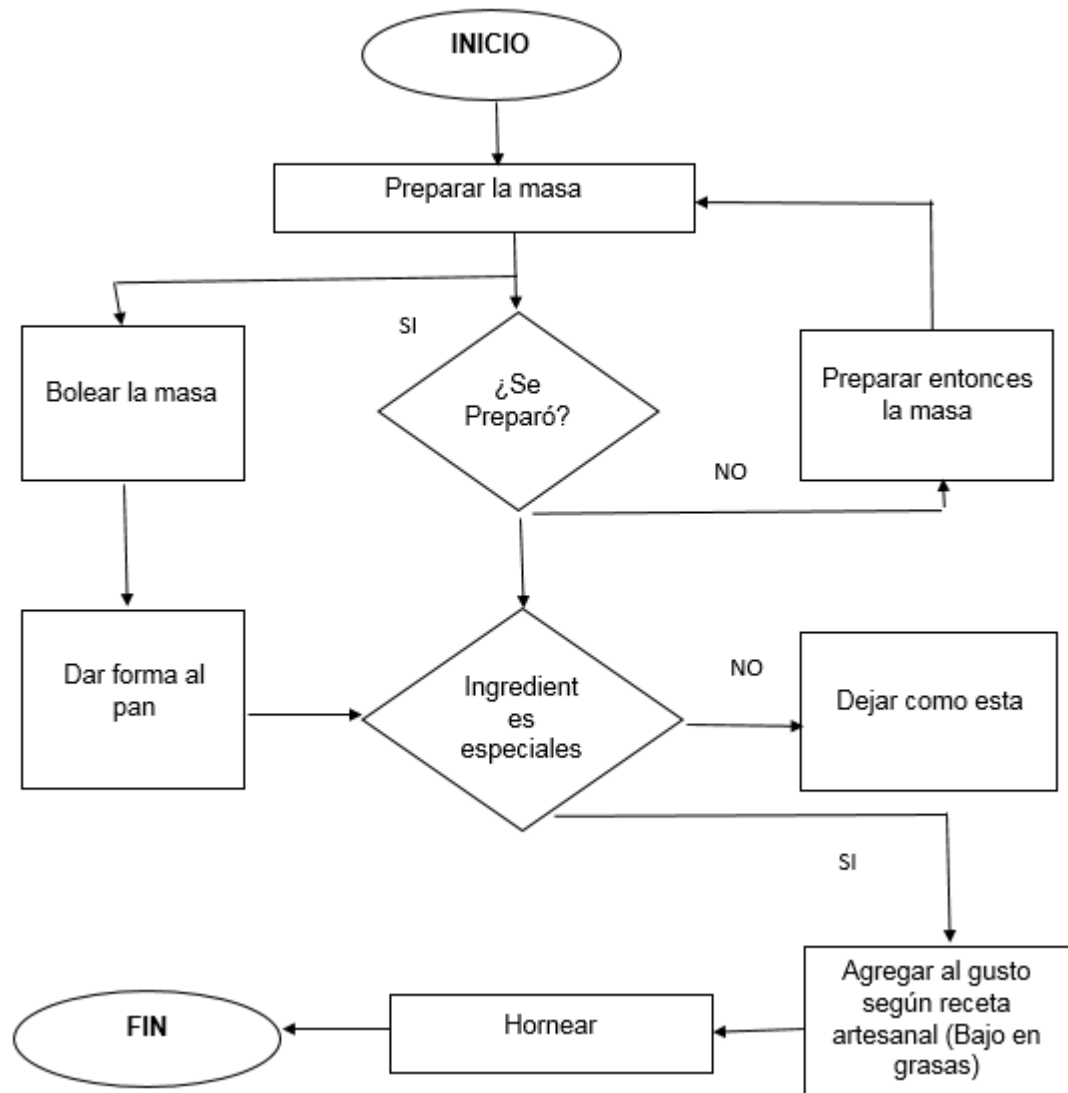 INICIO
Preparar la masa
SI
Bolear la masa
¿Se
Preparó?
Preparar entonces
la masa
NO
Dar forma al
pan
Ingredient
es
especiales
NO
Dejar como esta
SI
Agregar al gusto
según receta
artesanal (Bajo en
grasas)
Hornear
FIN